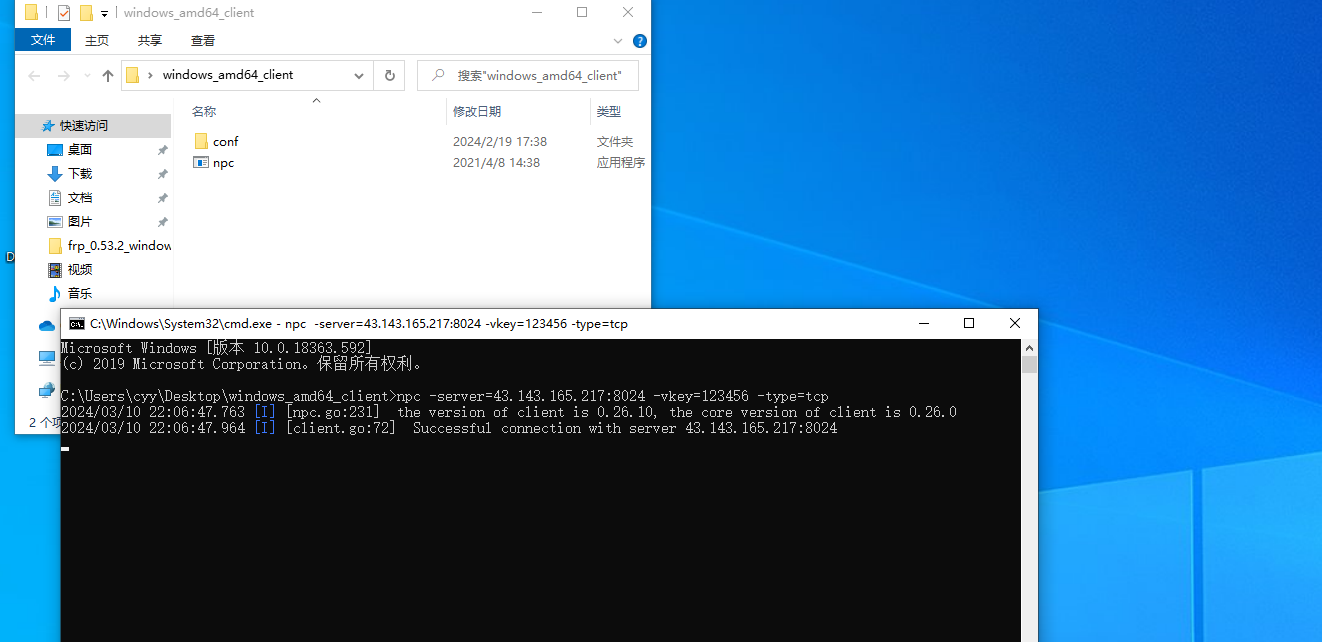 windows_amd64_client
文件 主页 共享 查看
windows_amd64_client 搜索"windows_amd64_client"
名称 修改日期 类型
快速访问
conf 2024/2/19 17:38 文件夹
桌面
npc 2021/4/8 14:38 应用程序
下载
文档
图片
frp_0.53.2_window
视频
音乐
2 个项
D
C:\Windows\System32\cmd.exe - npc -server=43.143.165.217:8024 -vkey=123456 -type=tcp
Microsoft Windows [版本 10.0.18363.592]
(c) 2019 Microsoft Corporation。保留所有权利。
C:\Users\cyy\Desktop\windows_amd64_client>npc -server=43.143.165.217:8024 -vkey=123456 -type=tcp
2024/03/10 22:06:47.763 [I] [npc.go:231]  the version of client is 0.26.10, the core version of client is 0.26.0
2024/03/10 22:06:47.964 [I] [client.go:72]  Successful connection with server 43.143.165.217:8024